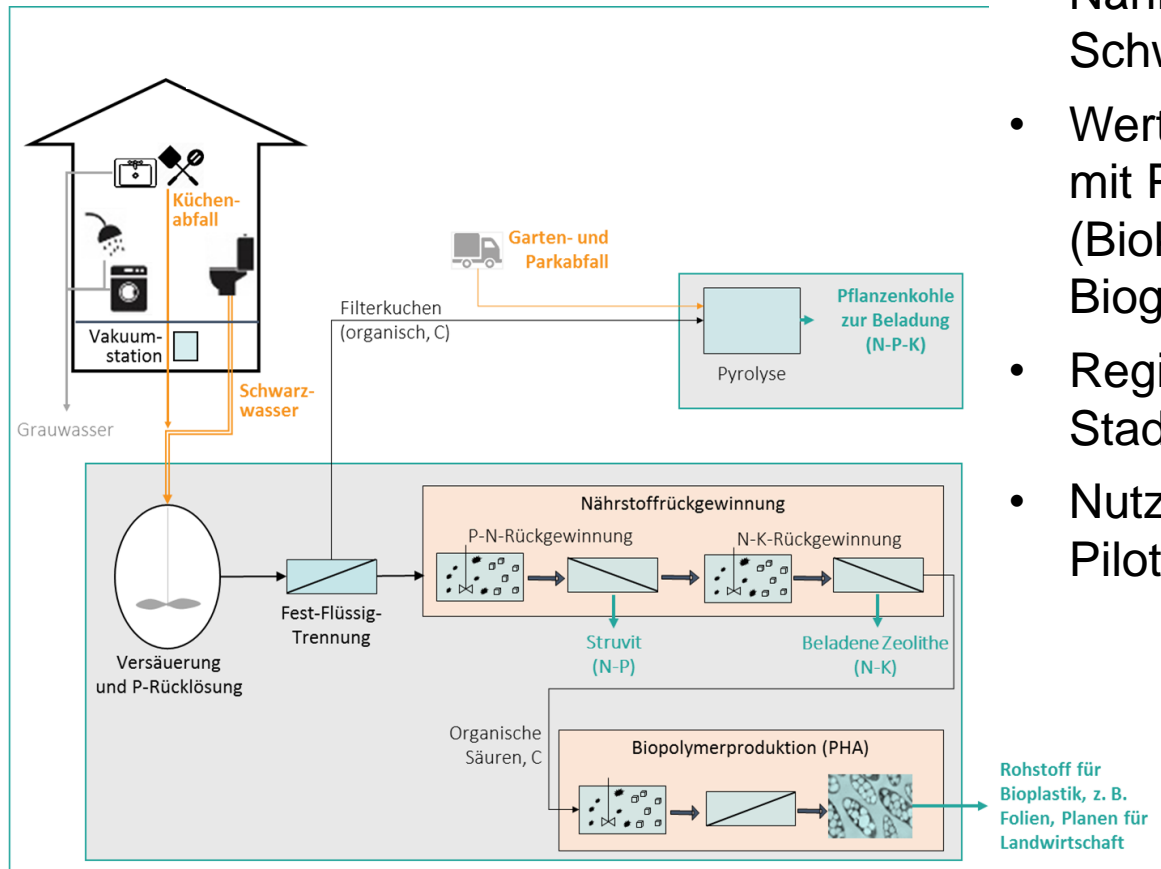 Küchen-
abfall
Vakuum-
station
Schwarz-
wasser
Grauwasser
Garten- und
Parkabfall
Filterkuchen
(organisch, C)
Pyrolyse
Pflanzenkohle
zur Beladung
(N-P-K)
Versäuerung
und P-Rücklösung
Fest-Flüssig-
Trennung
Nährstoffrückgewinnung
P-N-Rückgewinnung
N-K-Rückgewinnung
Struvit
(N-P)
Beladene Zeolithe
(N-K)
Organische
Säuren, C
Biopolymerproduktion (PHA)
Rohstoff für
Bioplastik, z. B.
Folien, Planen für
Landwirtschaft
• Wert
mit
Biog
• Regi
Stad
• Nutz
Pilot